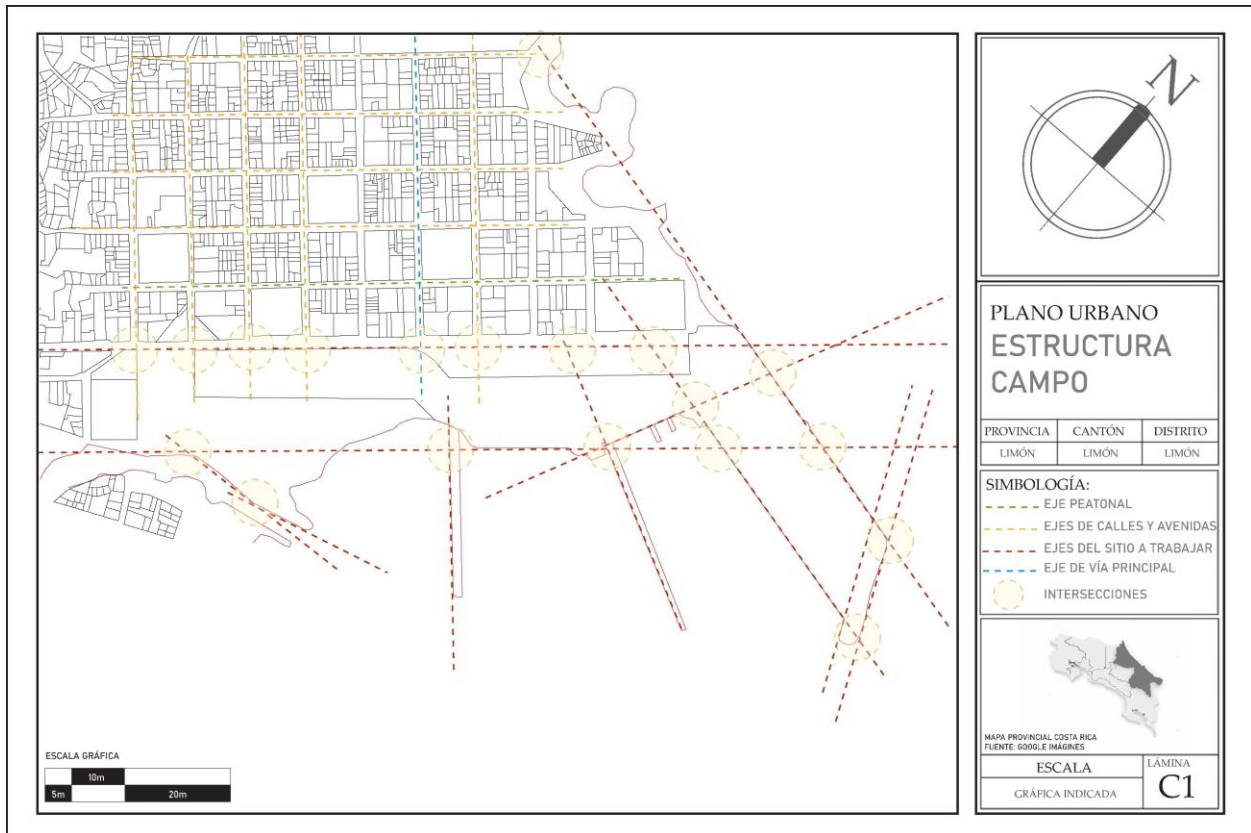 N
PLANO URBANO
ESTRUCTURA
CAMPO
PROVINCIA CANTÓN DISTRITO
LIMÓN LIMÓN LIMÓN
SIMBOLOGÍA:
EJE PEATONAL
EJES DE CALLES Y AVENIDAS
EJES DEL SITIO A TRABAJAR
EJE DE VÍA PRINCIPAL
INTERSECCIONES
MAPA PROVINCIAL COSTA RICA
FUENTE: GOOGLE IMÁGINES
ESCALA
GRÁFICA INDICADA
LÁMINA
C1
ESCALA GRÁFICA
10m
5m 20m